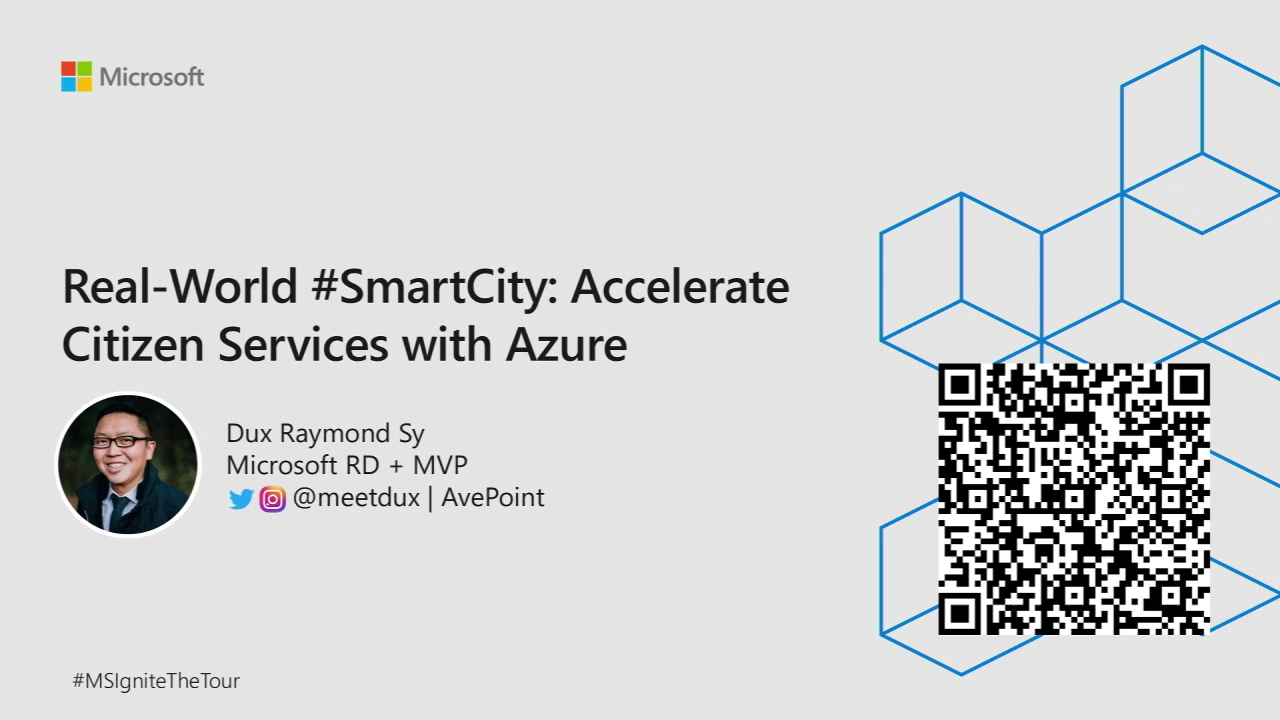 Microsoft
Real-World #SmartCity: Accelerate
Citizen Services with Azure
Dux Raymond Sy
Microsoft RD + MVP
@meetdux | AvePoint
#MSIgniteTheTour